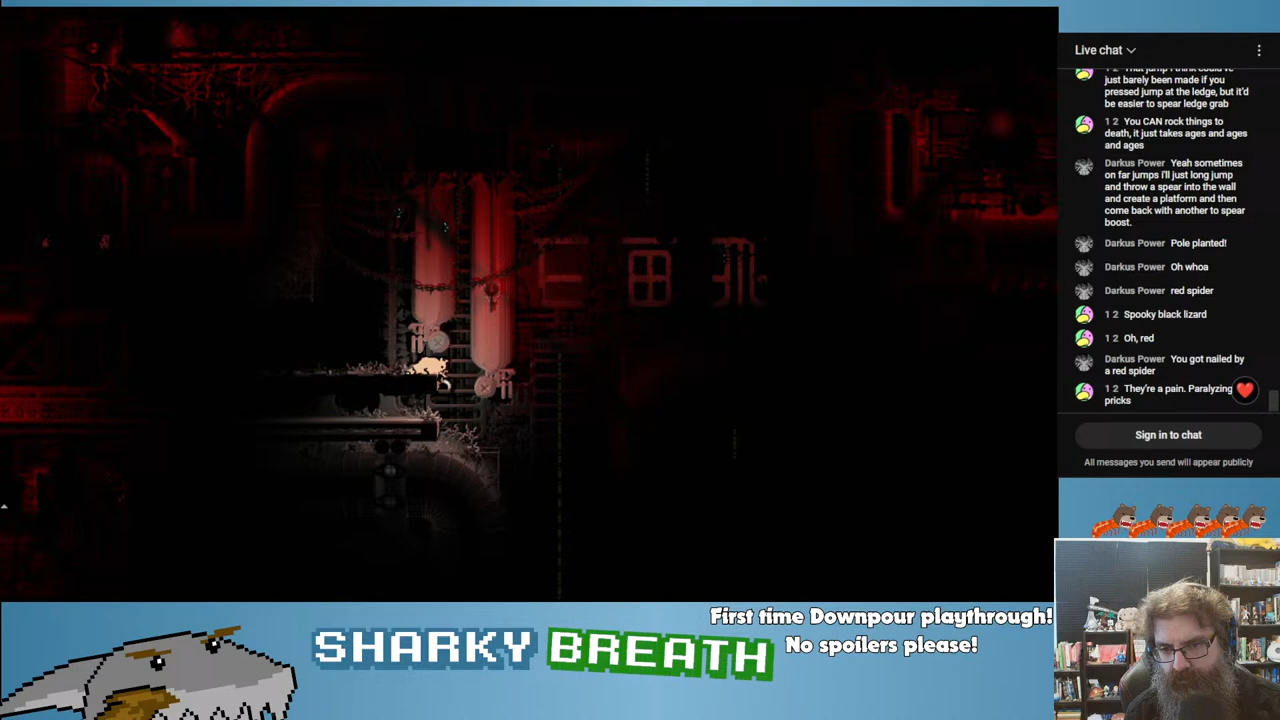 Live chat
That jump I think could've
just barely been made if you
pressed jump at the ledge, but it'd
be easier to spear ledge grab
1 2 You CAN rock things to
death, it just takes ages and ages
and ages
Darkus Power Yeah sometimes
on far jumps i'll just long jump
and throw a spear into the wall
and create a platform and then
come back with another to spear
boost.
Darkus Power Pole planted!
Darkus Power Oh whoa
Darkus Power red spider
1 2 Spooky black lizard
1 2 Oh, red
Darkus Power You got nailed by
a red spider
1 2 They're a pain. Paralyzing
pricks
Sign in to chat
All messages you send will appear publicly
First time Downpour playthrough!
No spoilers please!
SHARKY BREATH